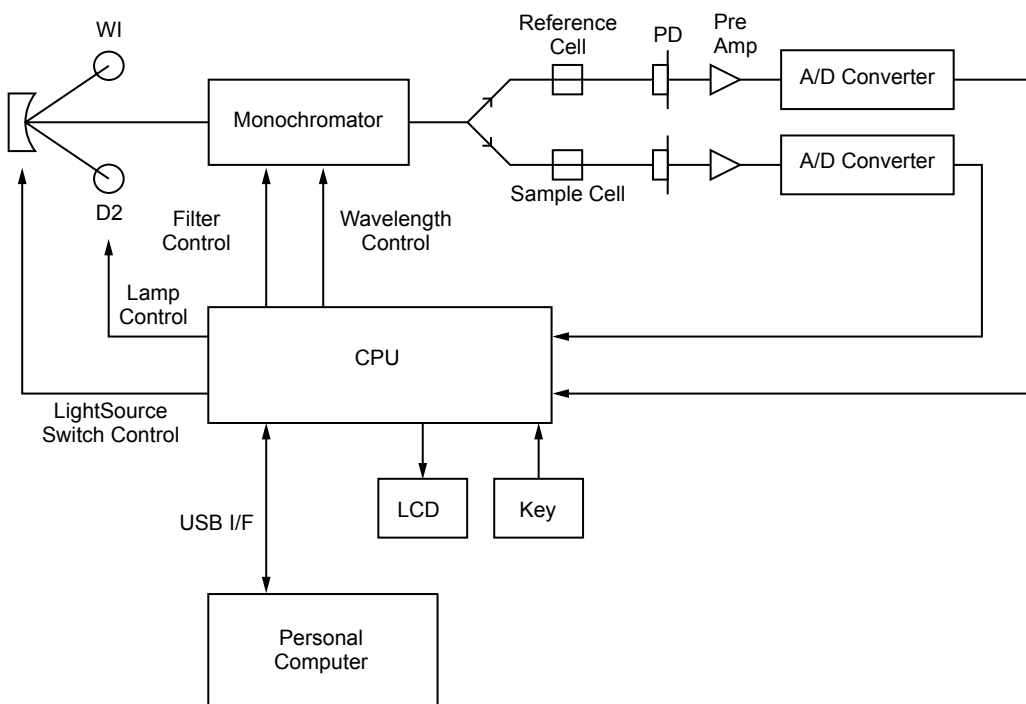 WI
Reference
Cell
PD
Pre
Amp
A/D Converter
Monochromator
A/D Converter
Sample Cell
D2
Filter
Control
Wavelength
Control
Lamp
Control
CPU
LightSource
Switch Control
LCD
Key
USB I/F
Personal
Computer